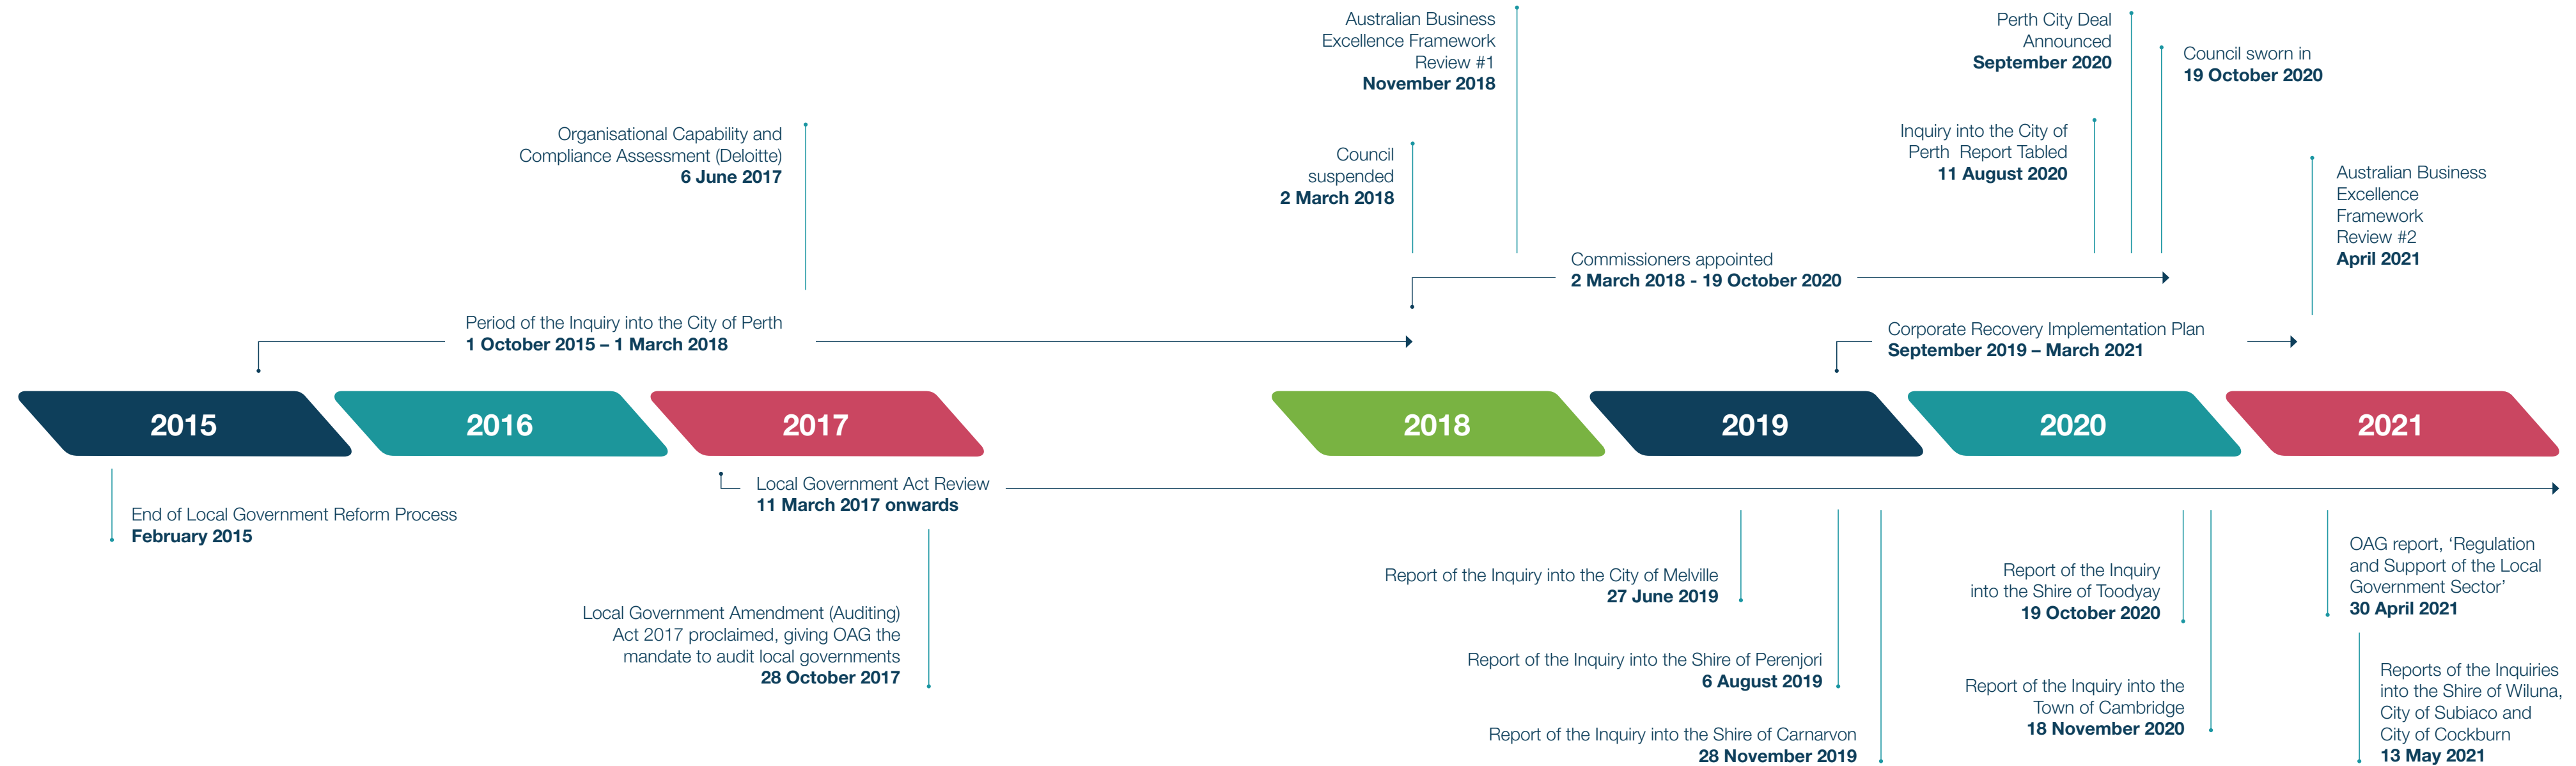 Australian Business
Excellence Framework
Review #1
November 2018
Perth City Deal
Announced
September 2020
Council sworn in
19 October 2020
Organisational Capability and
Compliance Assessment (Deloitte)
6 June 2017
Council
suspended
2 March 2018
Inquiry into the City of
Perth Report Tabled
11 August 2020
Australian Business
Excellence
Framework
Review #2
April 2021
Commissioners appointed
2 March 2018 - 19 October 2020
Period of the Inquiry into the City of Perth
1 October 2015 – 1 March 2018
Corporate Recovery Implementation Plan
September 2019 – March 2021
2015
2016
2017
2018
2019
2020
2021
Local Government Act Review
11 March 2017 onwards
End of Local Government Reform Process
February 2015
Local Government Amendment (Auditing)
Act 2017 proclaimed, giving OAG the
mandate to audit local governments
28 October 2017
Report of the Inquiry into the City of Melville
27 June 2019
Report of the Inquiry into the Shire of Perenjori
6 August 2019
Report of the Inquiry into the Shire of Carnarvon
28 November 2019
Report of the Inquiry
into the Shire of Toodyay
19 October 2020
Report of the Inquiry into the
Town of Cambridge
18 November 2020
OAG report, ‘Regulation
and Support of the Local
Government Sector’
30 April 2021
Reports of the Inquiries
into the Shire of Wiluna,
City of Subiaco and
City of Cockburn
13 May 2021